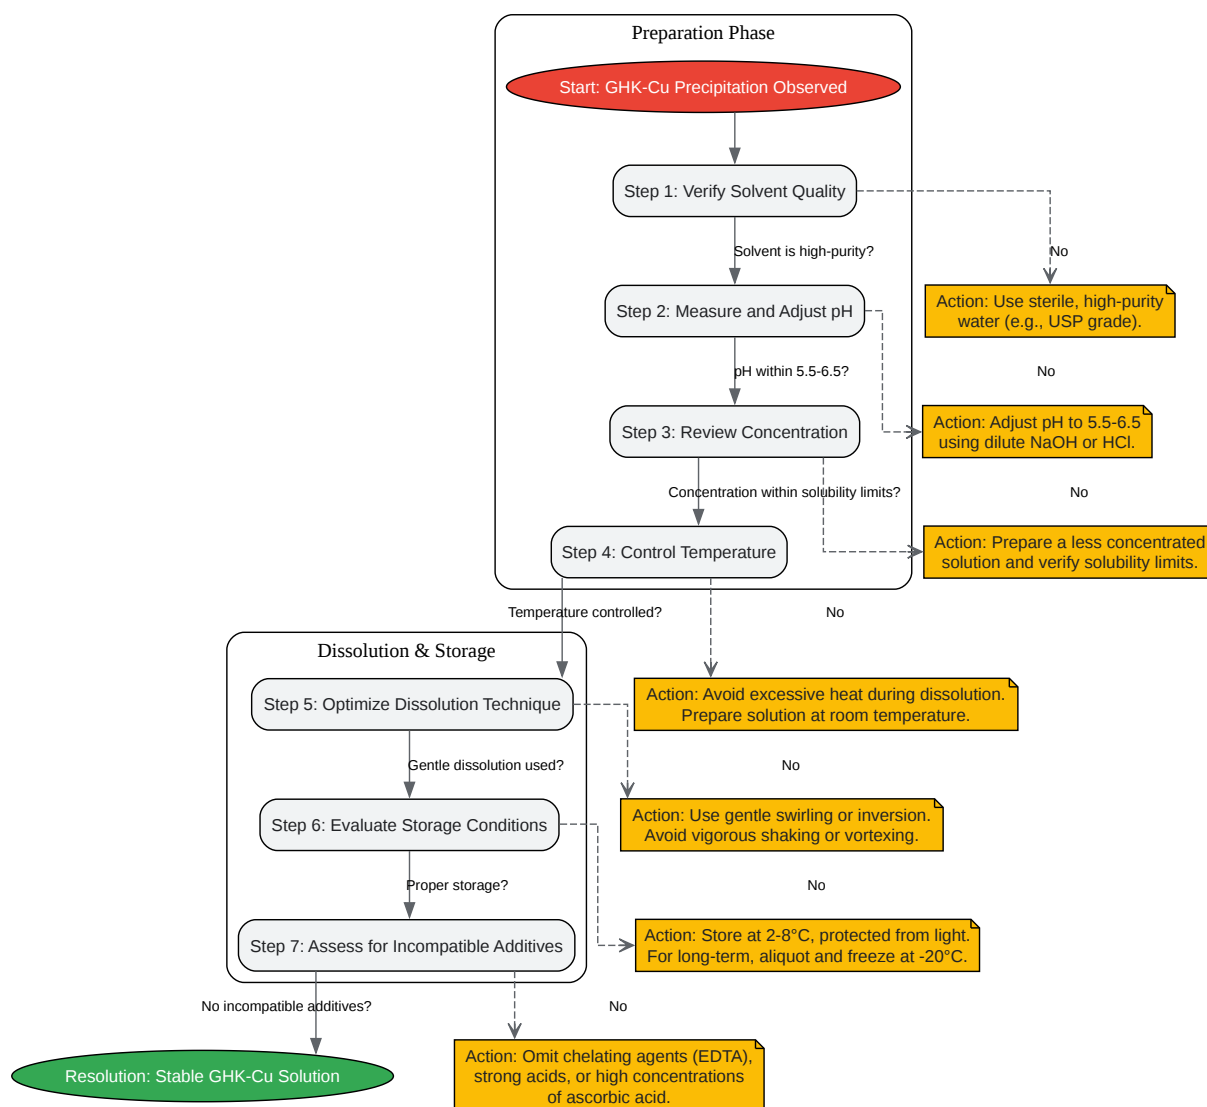 Preparation Phase
Start: GHK-Cu Precipitation Observed
Step 1: Verify Solvent Quality
Solvent is high-purity?
No
Step 2: Measure and Adjust pH
Action: Use sterile, high-purity
water (e.g., USP grade).
pH within 5.5-6.5?
No
Step 3: Review Concentration
Action: Adjust pH to 5.5-6.5
using dilute NaOH or HCl.
Concentration within solubility limits?
No
Step 4: Control Temperature
Action: Prepare a less concentrated
solution and verify solubility limits.
Temperature controlled?
No
Dissolution & Storage
Step 5: Optimize Dissolution Technique
Action: Avoid excessive heat during dissolution.
Prepare solution at room temperature.
Gentle dissolution used?
No
Step 6: Evaluate Storage Conditions
Action: Use gentle swirling or inversion.
Avoid vigorous shaking or vortexing.
Proper storage?
No
Step 7: Assess for Incompatible Additives
Action: Store at 2-8°C, protected from light.
For long-term, aliquot and freeze at -20°C.
No incompatible additives?
No
Resolution: Stable GHK-Cu Solution
Action: Omit chelating agents (EDTA),
strong acids, or high concentrations
of ascorbic acid.